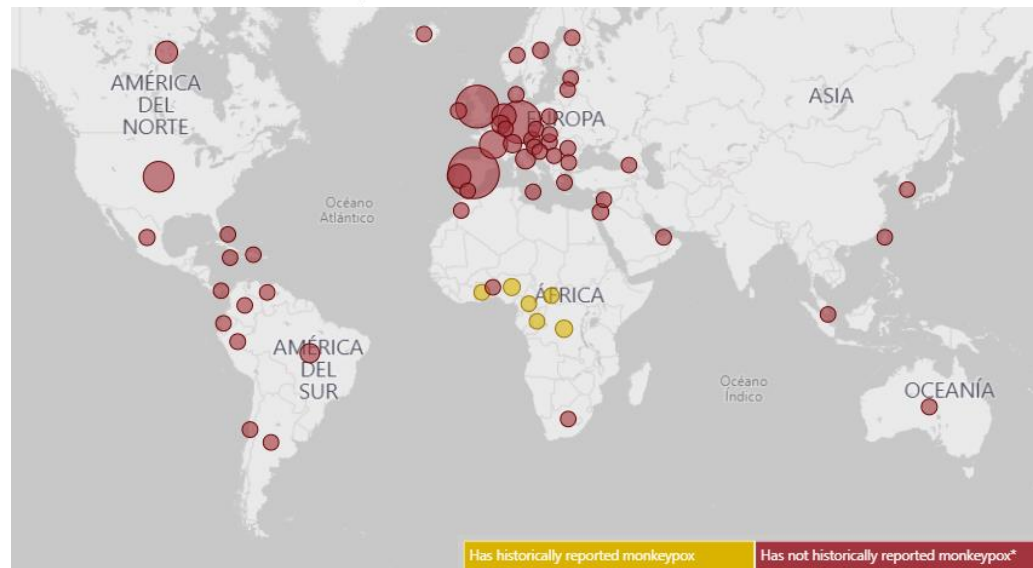 AMÉRICA
DEL
NORTE
ASIA
EUROPA
Océano
Atlántico
ÁFRICA
AMÉRICA
DEL
SUR
Océano
Índico
OCEANÍA
Has historically reported monkeypox
Has not historically reported monkeypox*